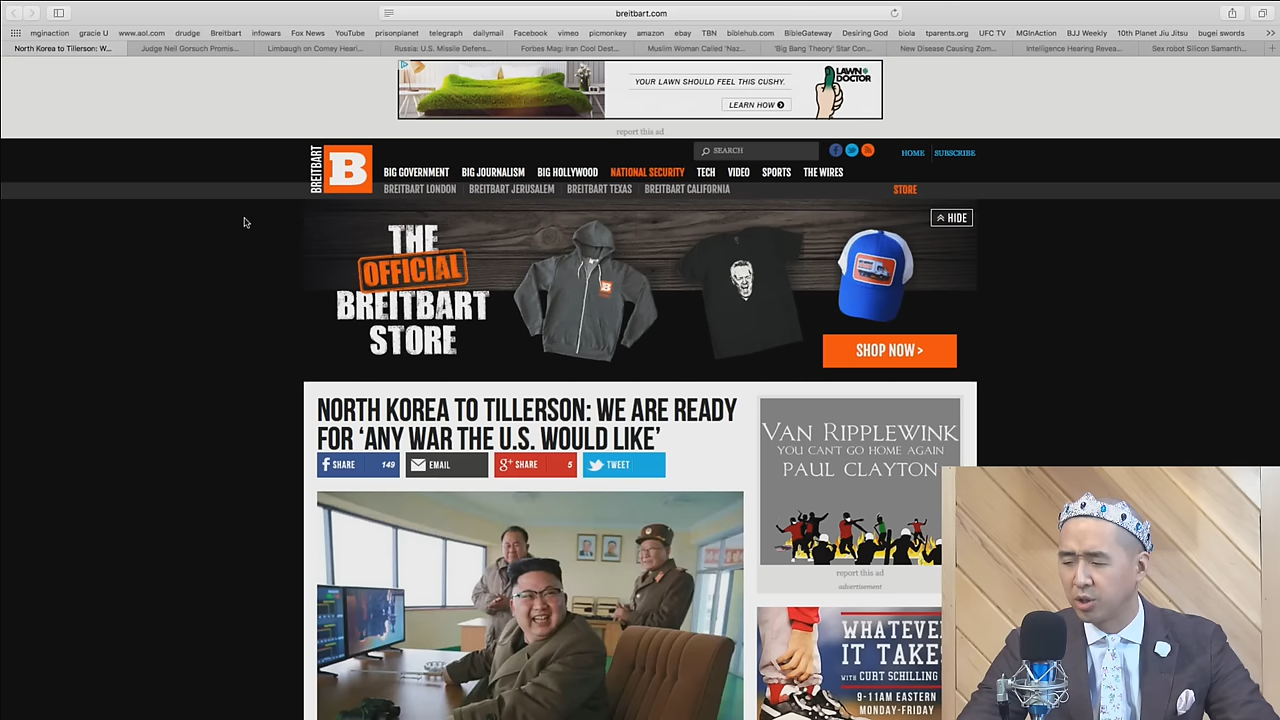 breitbart.com
mginaction gracie U www.aol.com drudge Breitbart infowars Fox News YouTube prisonplanet telegraph dailymail Facebook vimeo picmonkey amazon ebay TBN biblehub.com BibleGateway Desiring God biola tparents.org UFC TV MGInAction BJJ Weekly 10th Planet Jiu Jitsu bugei swords >>
North Korea to Tillerson: W... Judge Neil Gorsuch Promis... Limbaugh on Comey Heari... Russia: U.S. Missile Defens... Forbes Mag: Iran Cool Dest... Muslim Woman Called 'Naz... 'Big Bang Theory' Star Con... New Disease Causing Zom... Intelligence Hearing Revea... Sex robot Silicon Samanth...
YOUR LAWN SHOULD FEEL THIS CUSHY.
LEARN HOW
LAWN
DOCTOR
report this ad
BREITBART
B
SEARCH
HOME SUBSCRIBE
BIG GOVERNMENT BIG JOURNALISM BIG HOLLYWOOD NATIONAL SECURITY TECH VIDEO SPORTS THE WIRES
BREITBART LONDON BREITBART JERUSALEM BREITBART TEXAS BREITBART CALIFORNIA STORE
HIDE
THE
OFFICIAL
BREITBART
STORE
B
SHOP NOW >
NORTH KOREA TO TILLERSON: WE ARE READY
FOR ‘ANY WAR THE U.S. WOULD LIKE’
f SHARE 149 EMAIL g+ SHARE 5 TWEET
VAN RIPPLEWINK
YOU CAN'T GO HOME AGAIN
PAUL CLAYTON
report this ad
advertisement
WHATEVE
IT TAKE
WITH CURT SCHILLING
9-11AM EASTERN
MONDAY-FRIDAY